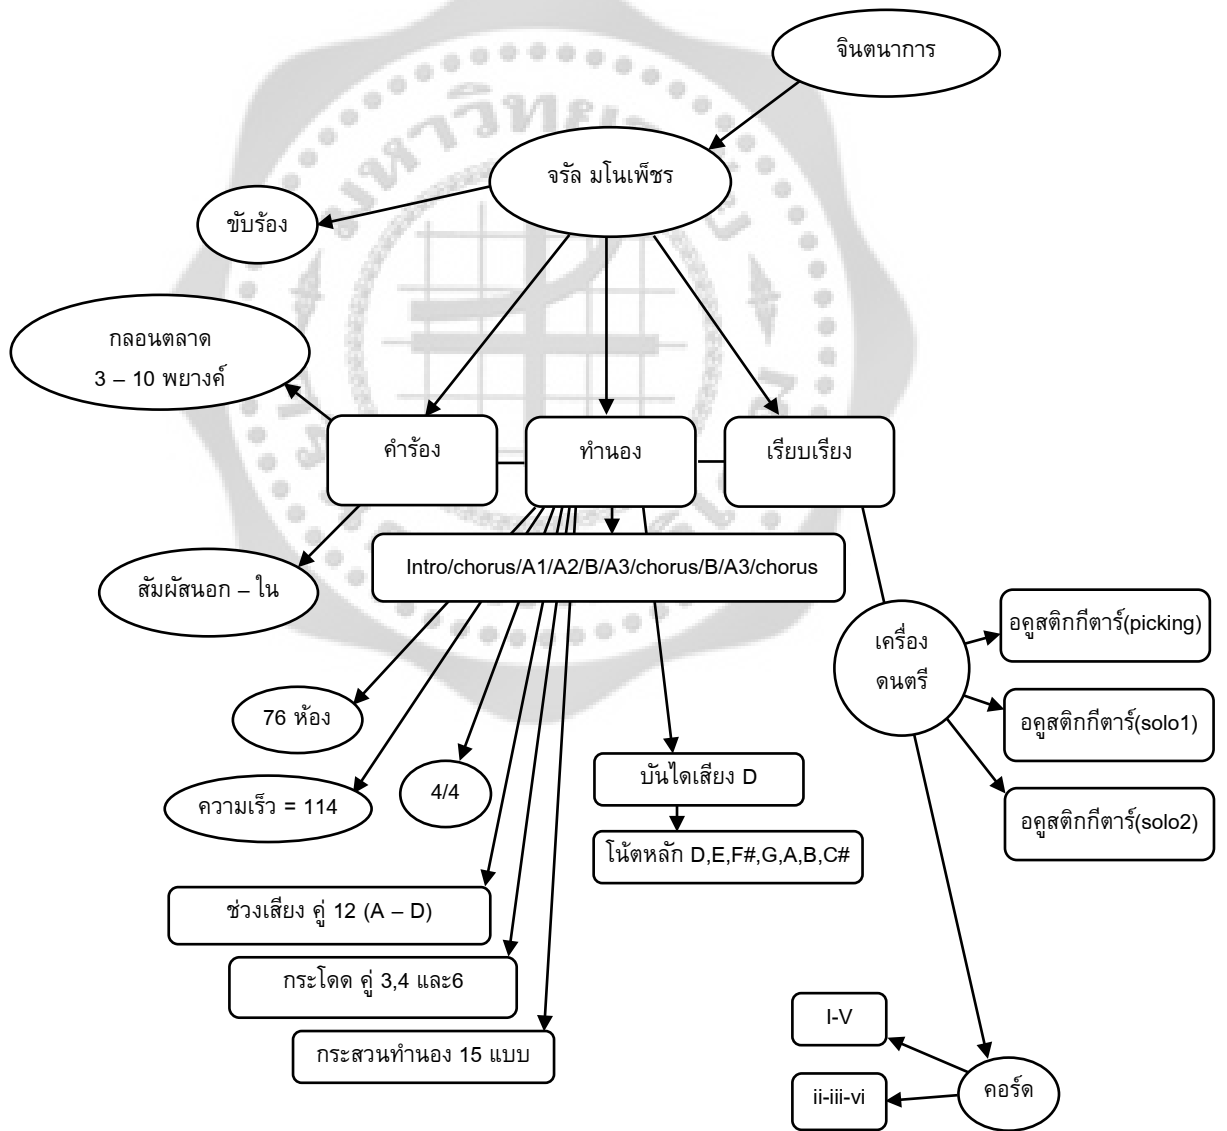 จินตนาการ
จรัล มโนเพ็ชร
ขับร้อง
กลอนตลาด
3 – 10 พยางค์
คำร้อง
ทำนอง
เรียบเรียง
Intro/chorus/A1/A2/B/A3/chorus/B/A3/chorus
สัมผัสนอก – ใน
เครื่อง
ดนตรี
อคูสติกกีตาร์(picking)
อคูสติกกีตาร์(solo1)
อคูสติกกีตาร์(solo2)
76 ห้อง
ความเร็ว = 114
4/4
บันไดเสียง D
โน้ตหลัก D,E,F#,G,A,B,C#
ช่วงเสียง คู่ 12 (A – D)
กระโดด คู่ 3,4 และ6
กระสวนทำนอง 15 แบบ
I-V
ii-iii-vi
คอร์ด